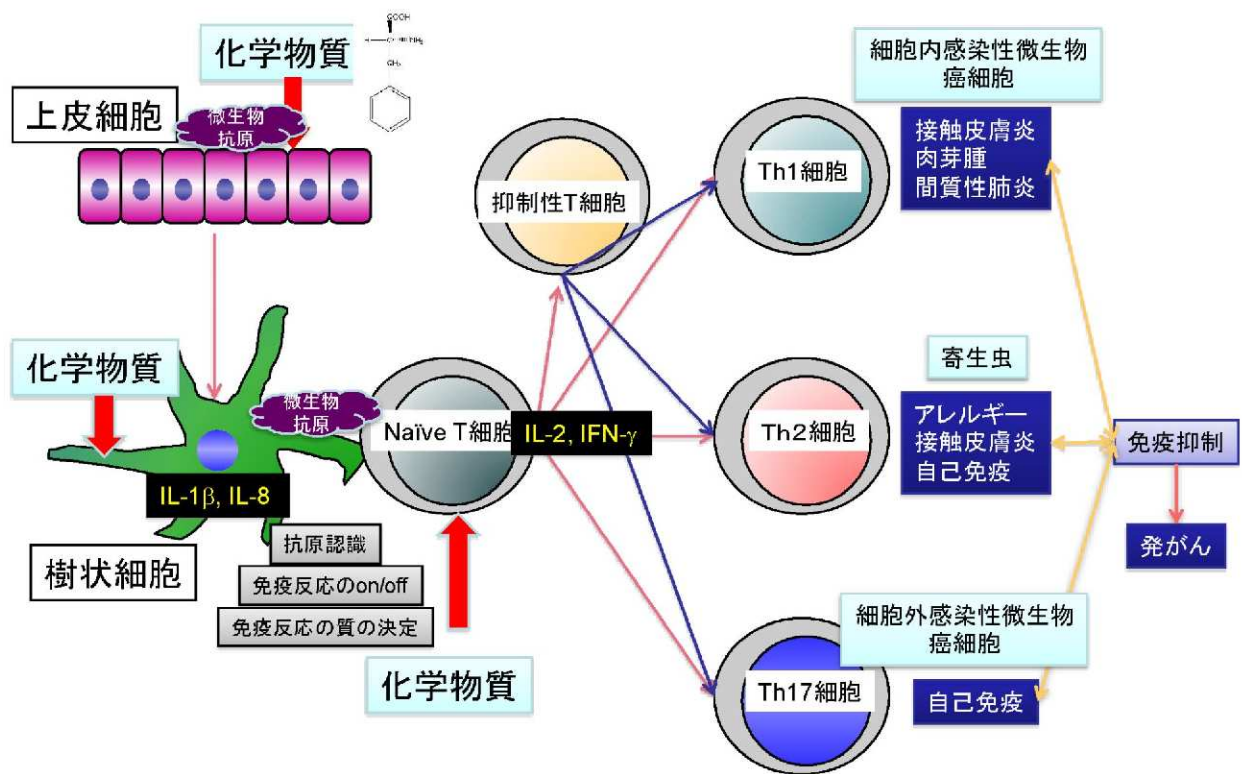 化学物質
COOH
H
C
NH₂
CH₂
上皮細胞
微生物
抗原
細胞内感染性微生物
癌細胞
接触皮膚炎
肉芽腫
間質性肺炎
抑制性T細胞
Th1細胞
化学物質
微生物
抗原
Naïve T細胞
IL-2, IFN-γ
Th2細胞
寄生虫
アレルギー
接触皮膚炎
自己免疫
免疫抑制
発がん
IL-1β, IL-8
樹状細胞
抗原認識
免疫反応のon/off
免疫反応の質の決定
化学物質
Th17細胞
細胞外感染性微生物
癌細胞
自己免疫